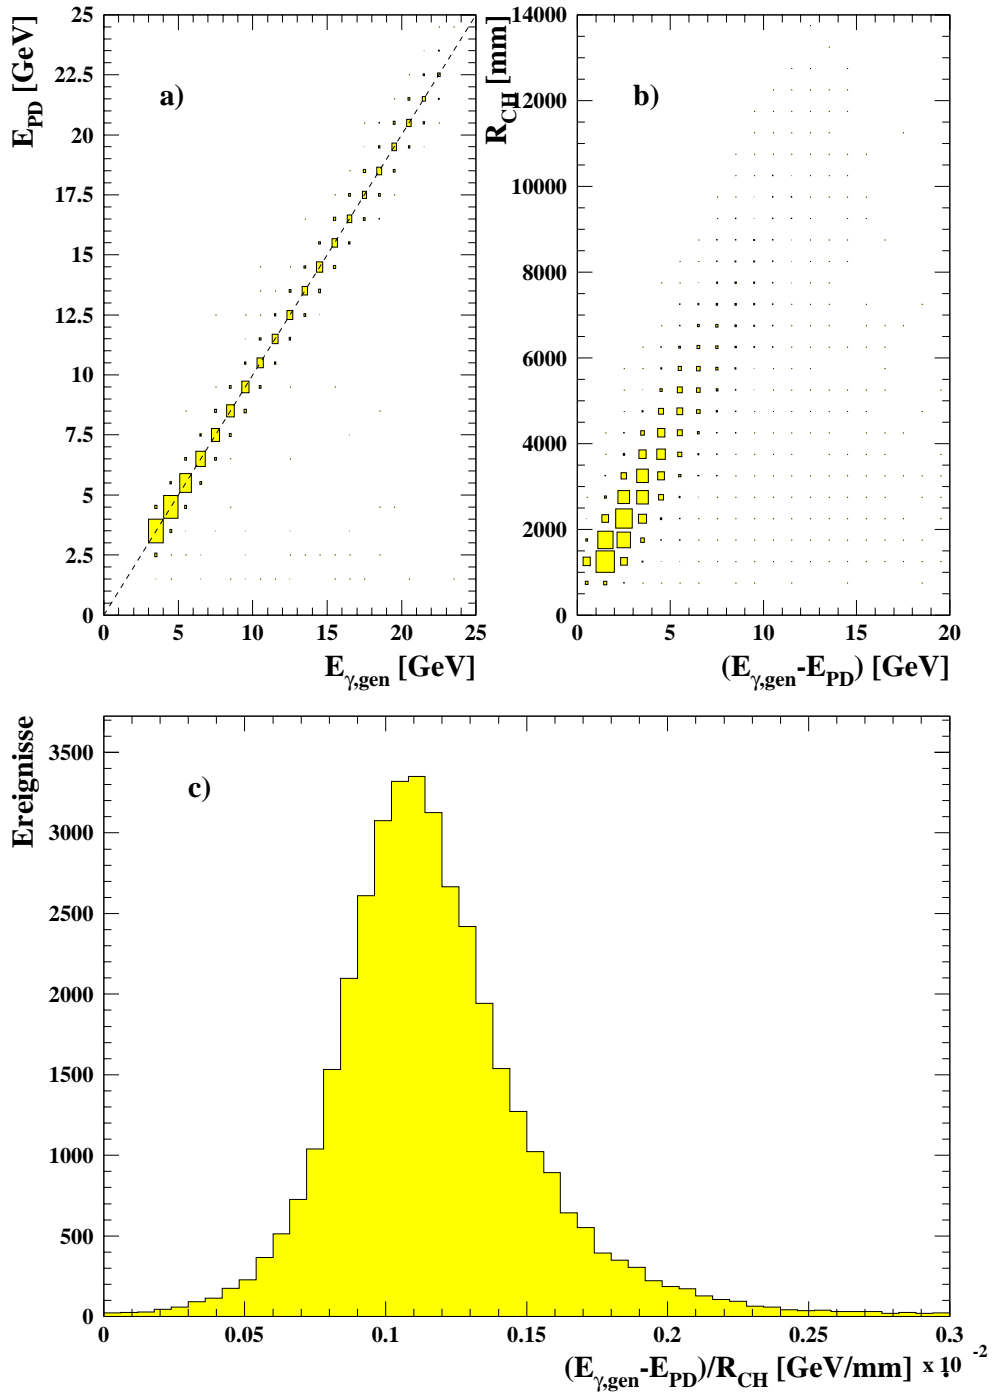 E_PD [GeV]
25
22.5
20
17.5
15
12.5
10
7.5
5
2.5
0
a)
0 5 10 15 20 25
E_γ,gen [GeV]
R_CH [mm]
14000
12000
10000
8000
6000
4000
2000
0
b)
0 5 10 15 20
(E_γ,gen-E_PD) [GeV]
Ereignisse
3500
3000
2500
2000
1500
1000
500
0
c)
0 0.05 0.1 0.15 0.2 0.25 0.3
(E_γ,gen-E_PD)/R_CH [GeV/mm] x 10 -2